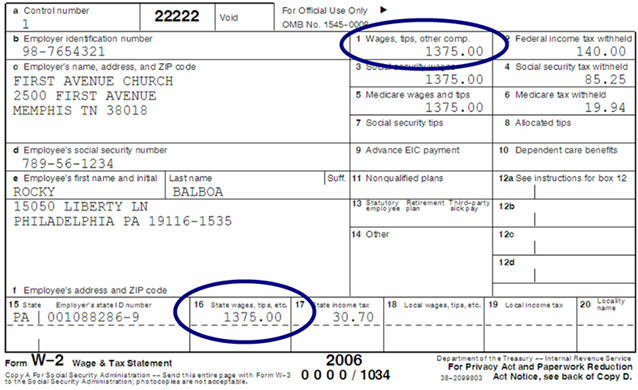 a Control number
1
22222
Void
For Official Use Only
OMB No. 1545-0008
b Employer identification number
98-7654321
1 Wages, tips, other comp.
1375.00
2 Federal income tax withheld
140.00
c Employer's name, address, and ZIP code
FIRST AVENUE CHURCH
2500 FIRST AVENUE
MEMPHIS TN 38018
3 Social security wages
1375.00
4 Social security tax withheld
85.25
5 Medicare wages and tips
1375.00
6 Medicare tax withheld
19.94
7 Social security tips
8 Allocated tips
d Employee's social security number
789-56-1234
9 Advance EIC payment
10 Dependent care benefits
e Employee's first name and initial
ROCKY
Last name
BALBOA
Suff.
11 Nonqualified plans
12a See instructions for box 12
15050 LIBERTY LN
PHILADELPHIA PA 19116-1535
13 Statutory employee Retirement plan Third-party sick pay
12b
14 Other
12c
12d
f Employee's address and ZIP code
15 State Employer's state ID number
PA 001088286-9
16 State wages, tips, etc.
1375.00
17 State income tax
30.70
18 Local wages, tips, etc.
19 Local income tax
20 Locality name
Form W-2 Wage & Tax Statement
2006
Department of the Treasury -- Internal Revenue Service
For Privacy Act and Paperwork Reduction
Act Notice, see back of Copy D.
Copy A For Social Security Administration -- Send this entire page with Form W-3
to the Social Security Administration; photocopies are not acceptable.
0 0 0 0 / 1034
38-2099803